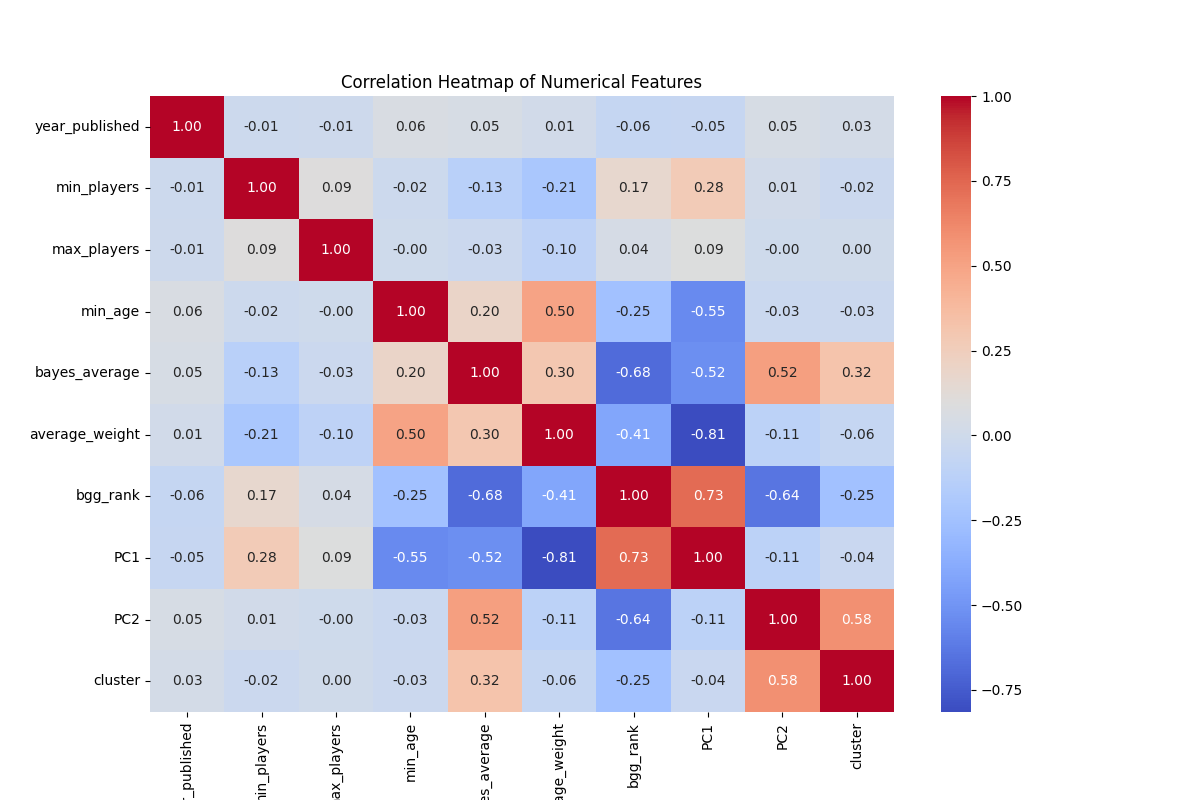 Correlation Heatmap of Numerical Features
year_published 1.00 -0.01 -0.01 0.06 0.05 0.01 -0.06 -0.05 0.05 0.03
min_players -0.01 1.00 0.09 -0.02 -0.13 -0.21 0.17 0.28 0.01 -0.02
max_players -0.01 0.09 1.00 -0.00 -0.03 -0.10 0.04 0.09 -0.00 0.00
min_age 0.06 -0.02 -0.00 1.00 0.20 0.50 -0.25 -0.55 -0.03 -0.03
bayes_average 0.05 -0.13 -0.03 0.20 1.00 0.30 -0.68 -0.52 0.52 0.32
average_weight 0.01 -0.21 -0.10 0.50 0.30 1.00 -0.41 -0.81 -0.11 -0.06
bgg_rank -0.06 0.17 0.04 -0.25 -0.68 -0.41 1.00 0.73 -0.64 -0.25
PC1 -0.05 0.28 0.09 -0.55 -0.52 -0.81 0.73 1.00 -0.11 -0.04
PC2 0.05 0.01 -0.00 -0.03 0.52 -0.11 -0.64 -0.11 1.00 0.58
cluster 0.03 -0.02 0.00 -0.03 0.32 -0.06 -0.25 -0.04 0.58 1.00
r_published min_players max_players min_age es_average age_weight bgg_rank PC1 PC2 cluster
1.00
0.75
0.50
0.25
0.00
−0.25
−0.50
−0.75